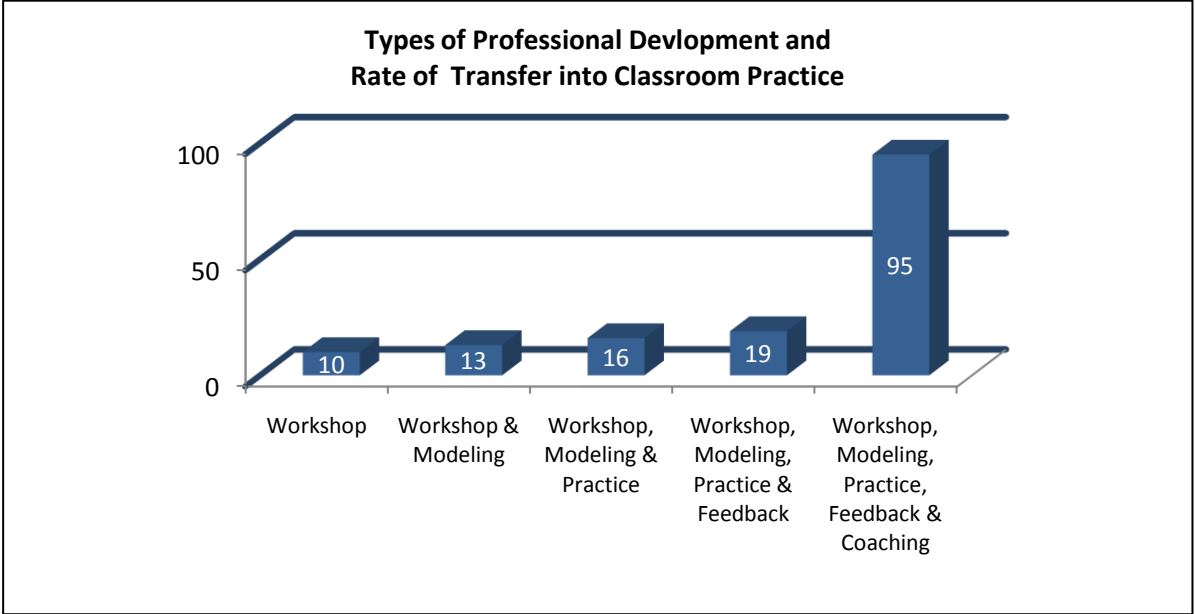 Types of Professional Devlopment and
Rate of Transfer into Classroom Practice
100
50
0
10
13
16
19
95
Workshop
Workshop &
Modeling
Workshop,
Modeling &
Practice
Workshop,
Modeling,
Practice &
Feedback
Workshop,
Modeling,
Practice,
Feedback &
Coaching